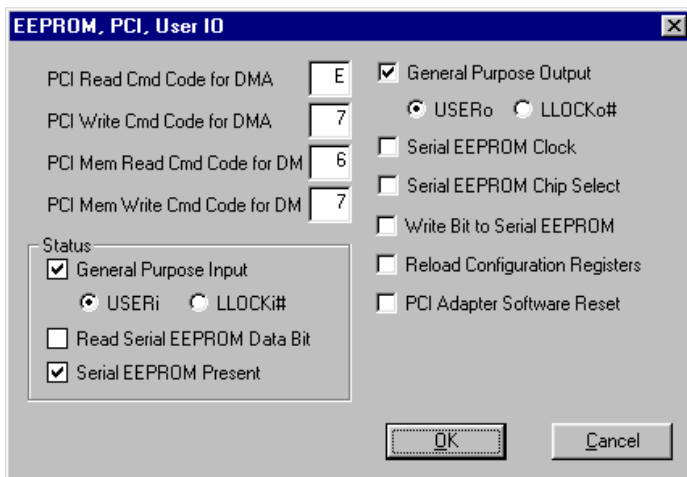 EEPROM, PCI, User IO
PCI Read Cmd Code for DMA E
PCI Write Cmd Code for DMA 7
PCI Mem Read Cmd Code for DM 6
PCI Mem Write Cmd Code for DM 7
Status
General Purpose Input
USERi LLOCKi#
Read Serial EEPROM Data Bit
Serial EEPROM Present
General Purpose Output
USERo LLOCKo#
Serial EEPROM Clock
Serial EEPROM Chip Select
Write Bit to Serial EEPROM
Reload Configuration Registers
PCI Adapter Software Reset
OK Cancel